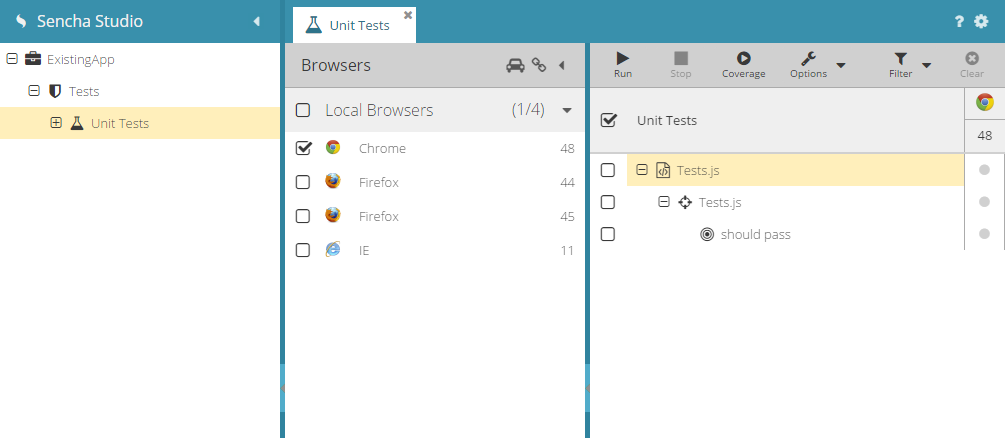 Sencha Studio
ExistingApp
Tests
Unit Tests
Unit Tests
Browsers
Local Browsers (1/4)
Chrome 48
Firefox 44
Firefox 45
IE 11
?
Run Stop Coverage Options Filter Clear
Unit Tests 48
Tests.js
Tests.js
should pass